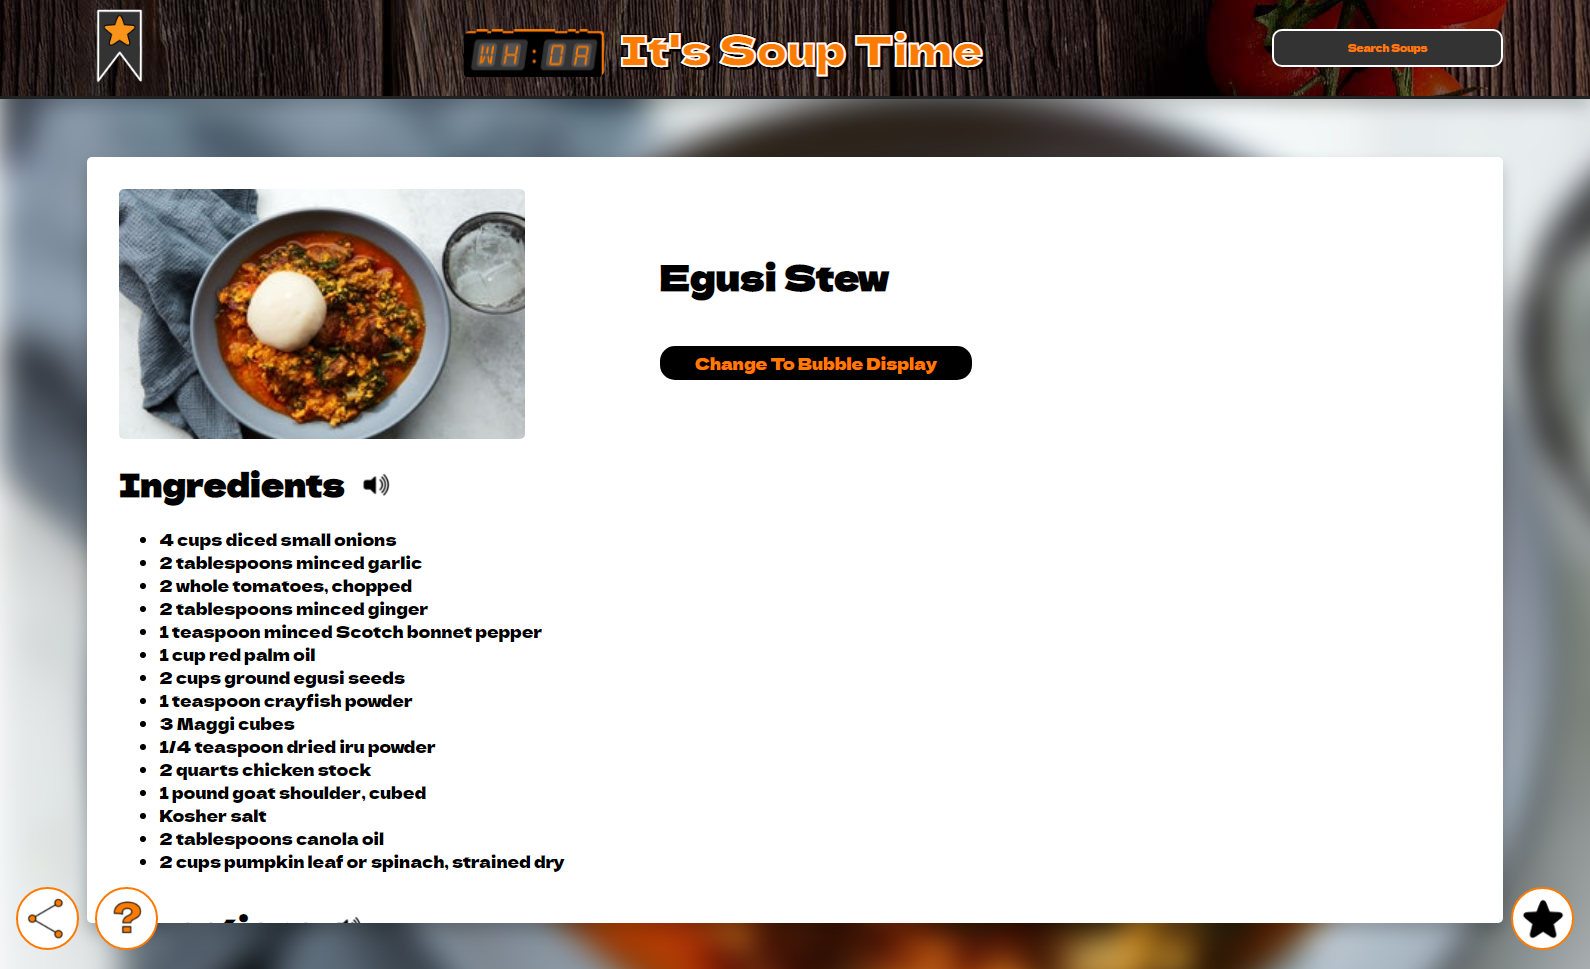 WH:DA
It's Soup Time
Search Soups
Egusi Stew
Change To Bubble Display
Ingredients
4 cups diced small onions
2 tablespoons minced garlic
2 whole tomatoes, chopped
2 tablespoons minced ginger
1 teaspoon minced Scotch bonnet pepper
1 cup red palm oil
2 cups ground egusi seeds
1 teaspoon crayfish powder
3 Maggi cubes
1/4 teaspoon dried iru powder
2 quarts chicken stock
1 pound goat shoulder, cubed
Kosher salt
2 tablespoons canola oil
2 cups pumpkin leaf or spinach, strained dry
?